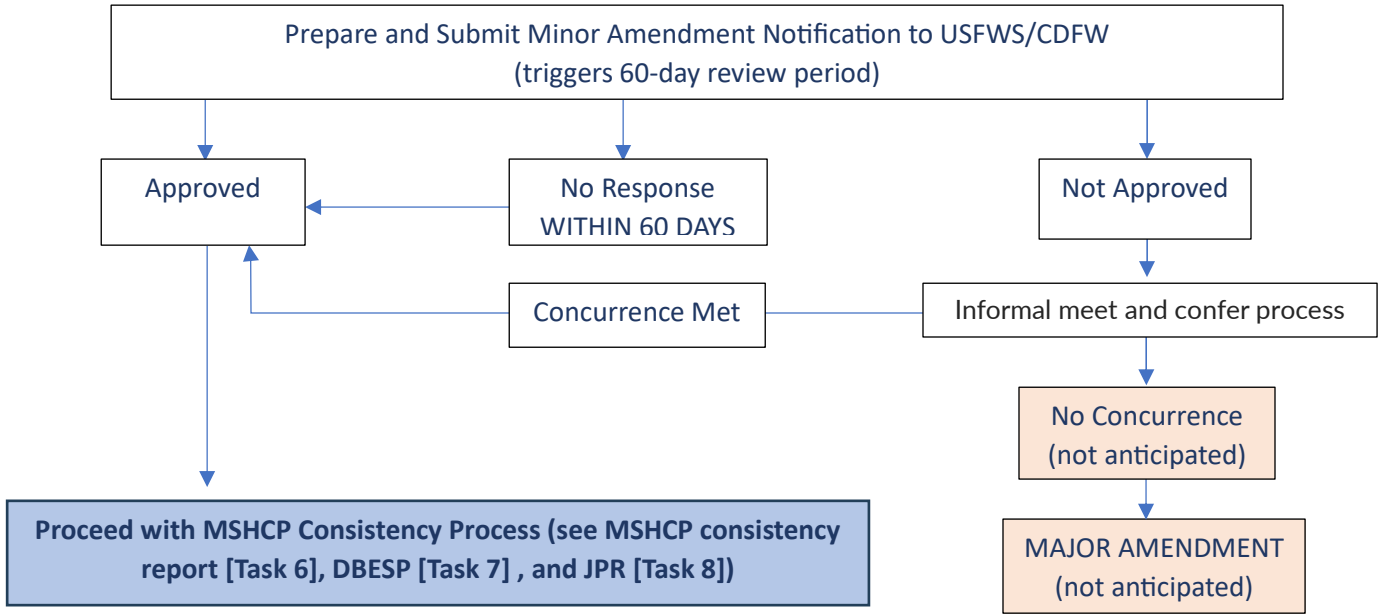 Prepare and Submit Minor Amendment Notification to USFWS/CDFW
(triggers 60-day review period)
Approved
No Response
WITHIN 60 DAYS
Not Approved
Concurrence Met
Informal meet and confer process
No Concurrence
(not anticipated)
Proceed with MSHCP Consistency Process (see MSHCP consistency
report [Task 6], DBESP [Task 7] , and JPR [Task 8])
MAJOR AMENDMENT
(not anticipated)